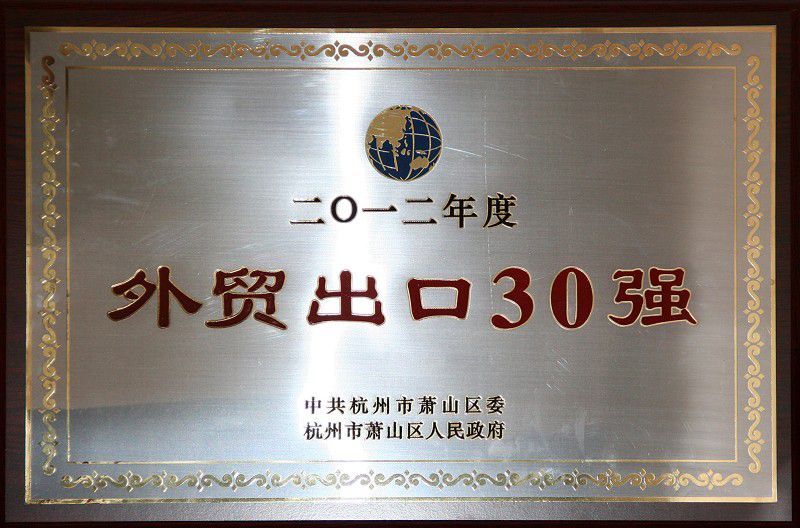 二〇一二年度
外贸出口30强
中共杭州市萧山区委
杭州市萧山区人民政府